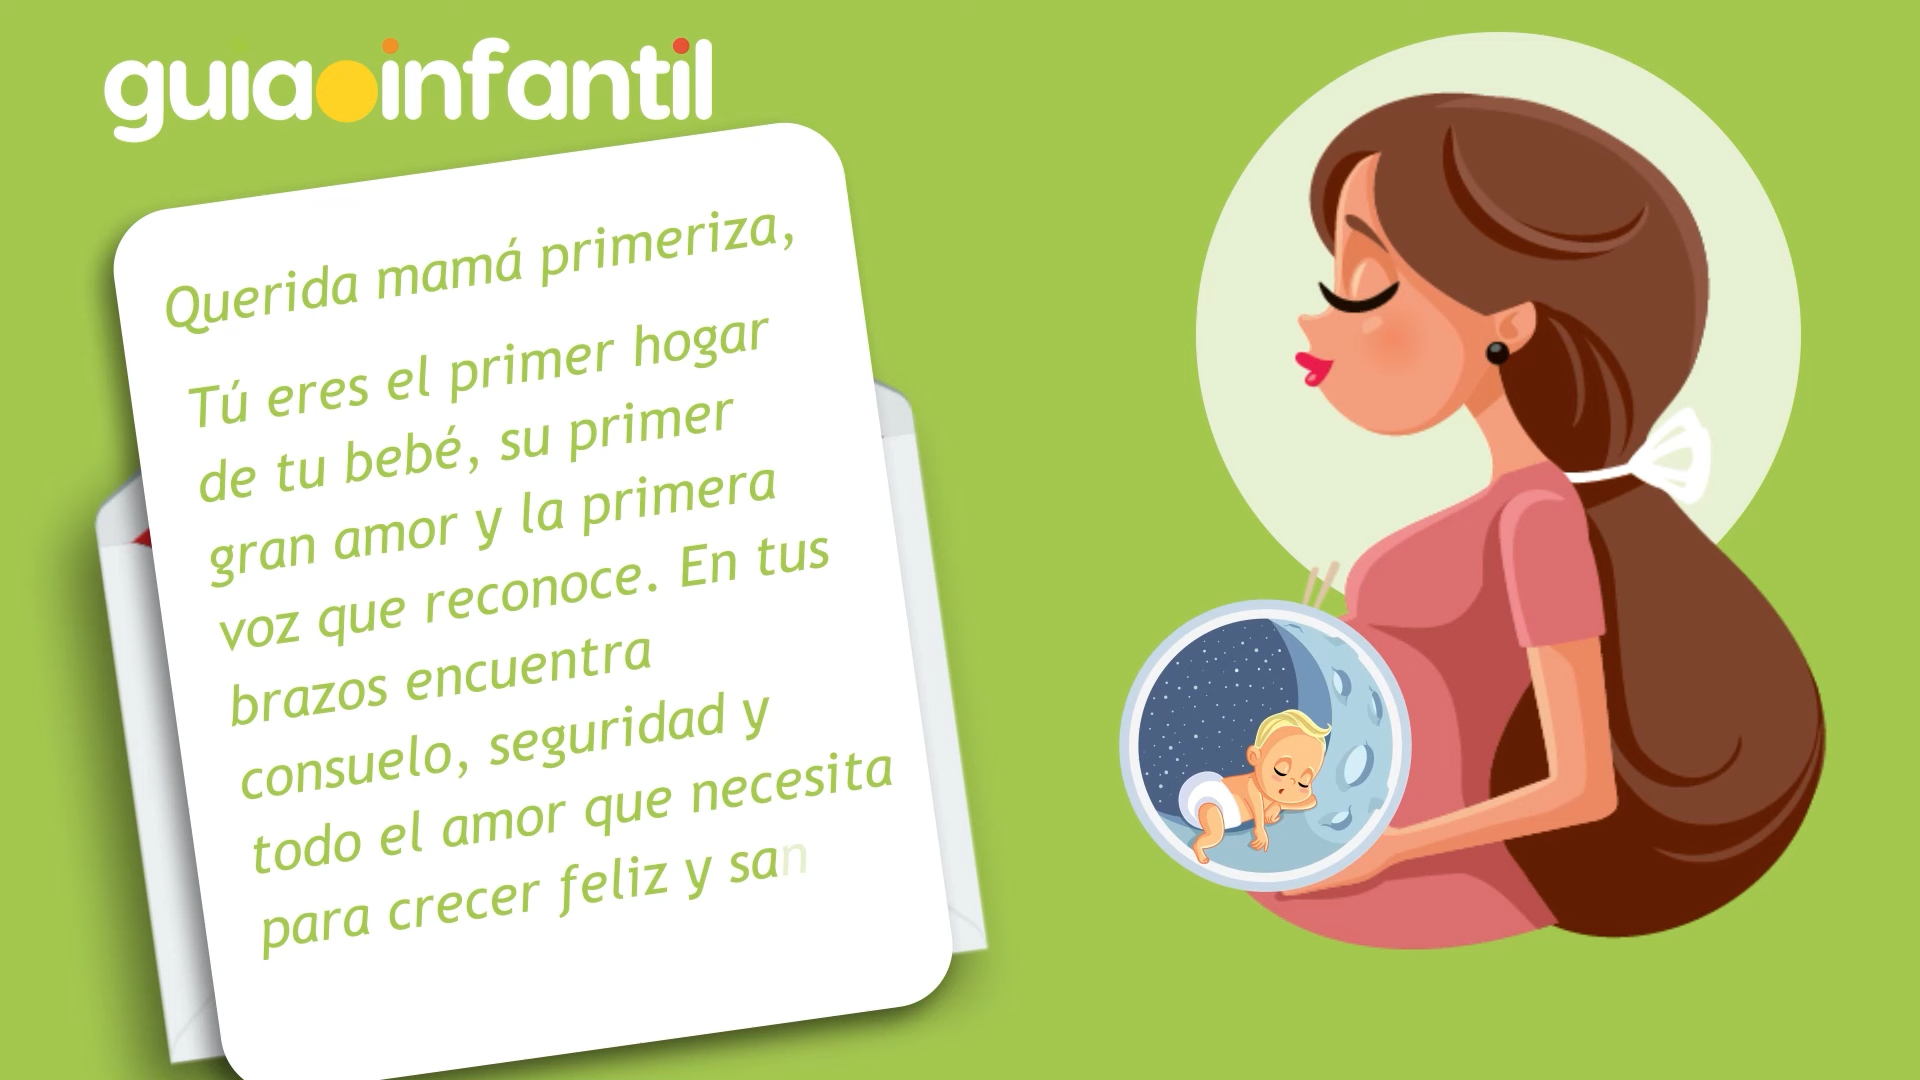 guiainfantil
Querida mamá primeriza,
Tú eres el primer hogar
de tu bebé, su primer
gran amor y la primera
voz que reconoce. En tus
brazos encuentra
consuelo, seguridad y
todo el amor que necesita
para crecer feliz y san